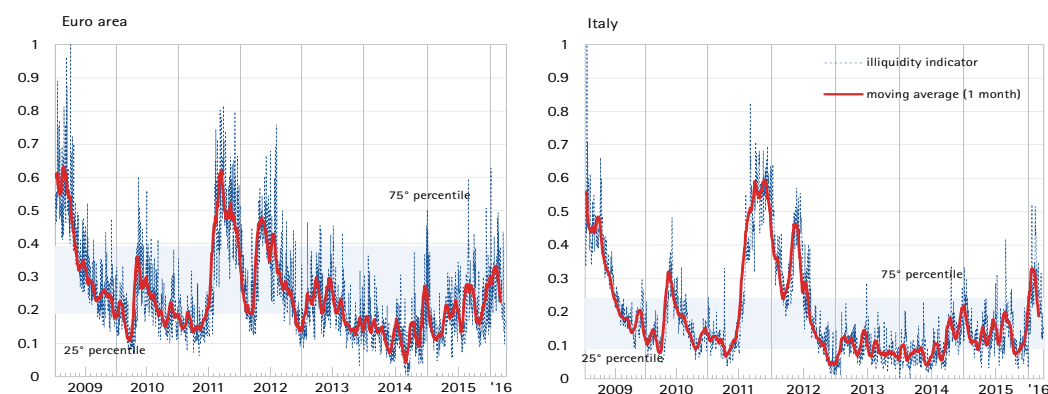 Euro area
1
0.9
0.8
0.7
0.6
75° percentile
0.5
0.4
0.3
0.2
0.1
25° percentile
0
2009 2010 2011 2012 2013 2014 2015 '16
Italy
1
illiquidity indicator
0.9
moving average (1 month)
0.8
0.7
0.6
0.5
0.4
75° percentile
0.3
0.2
0.1
25° percentile
0
2009 2010 2011 2012 2013 2014 2015 '16